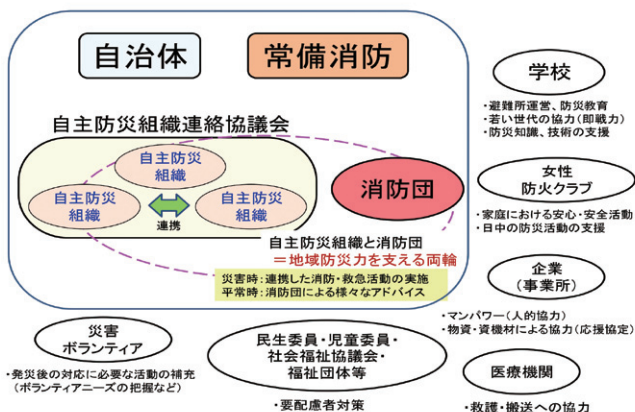 自治体
常備消防
自主防災組織連絡協議会
自主防災
組織
自主防災
組織
自主防災
組織
連携
消防団
自主防災組織と消防団
＝地域防災力を支える両輪
災害時：連携した消防・救急活動の実施
平常時：消防団による様々なアドバイス
学校
・避難所運営、防災教育
・若い世代の協力（即戦力）
・防災知識、技術の支援
女性
防火クラブ
・家庭における安心・安全活動
・日中の防災活動の支援
企業
（事業所）
・マンパワー（人的協力）
・物資・資機材による協力（応援協定）
災害
ボランティア
・発災後の対応に必要な活動の補充
（ボランティアニーズの把握など）
民生委員・児童委員・
社会福祉協議会・
福祉団体等
・要配慮者対策
医療機関
・救護・搬送への協力